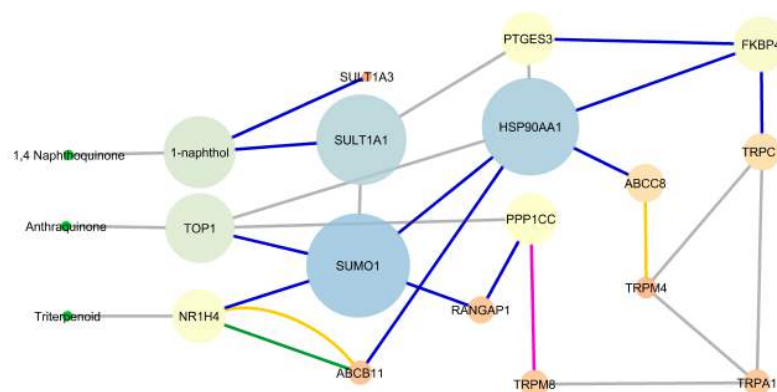 PTGES3
FKBP4
SULT1A3
HSP90AA1
1,4 Naphthoquinone
1-naphthol
SULT1A1
TRPC
ABCC8
Anthraquinone
TOP1
PPP1CC
SUMO1
TRPM4
Triterpenoid
NR1H4
RANGAP1
ABCB11
TRPM8
TRPA1